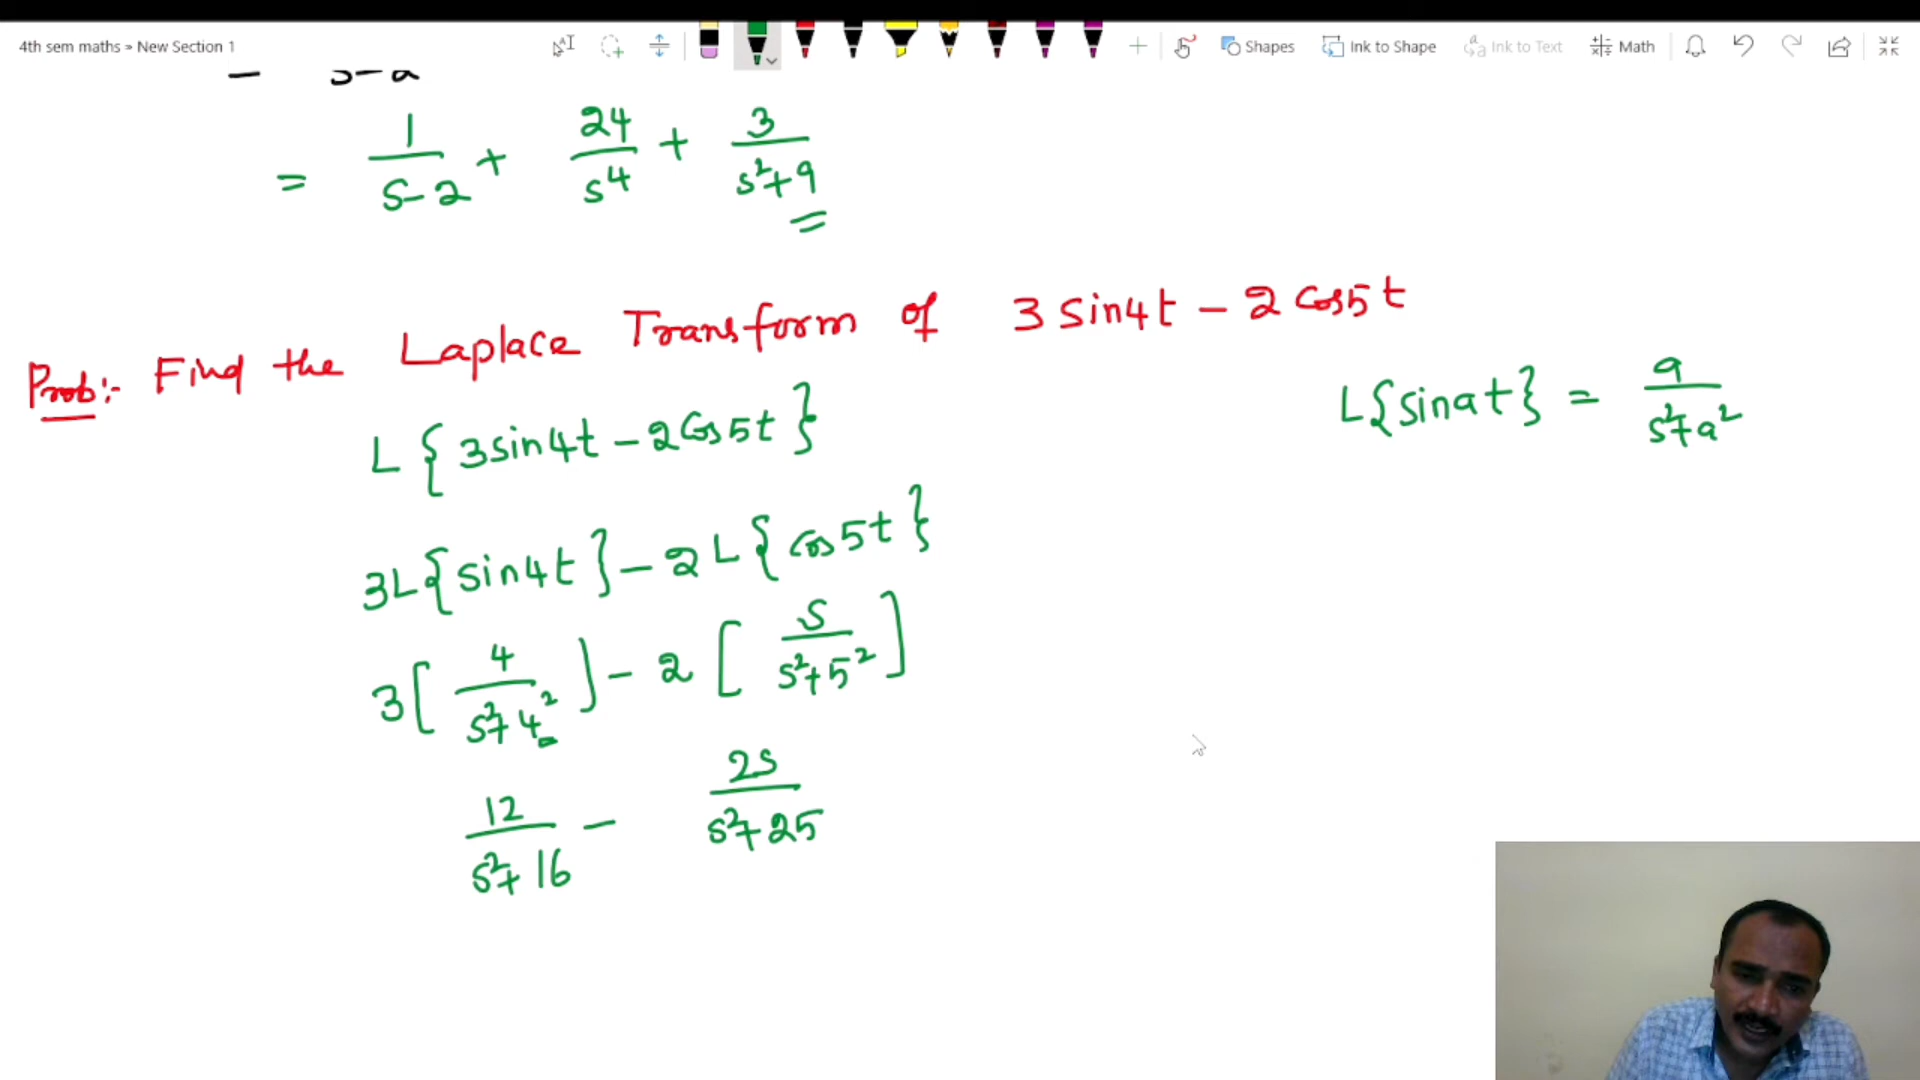 4th sem maths » New Section 1
Shapes Ink to Shape Ink to Text Math
s-a
= 1/(s-2) + 24/s⁴ + 3/(s²+9)
Prob:- Find the Laplace Transform of 3 sin4t - 2 Cos5t
L{3sin4t - 2Cos5t}
L{sinat} = a/(s²+a²)
3L{sin4t} - 2L{cos5t}
3[4/(s²+4²)] - 2[s/(s²+5²)]
12/(s²+16) - 2s/(s²+25)